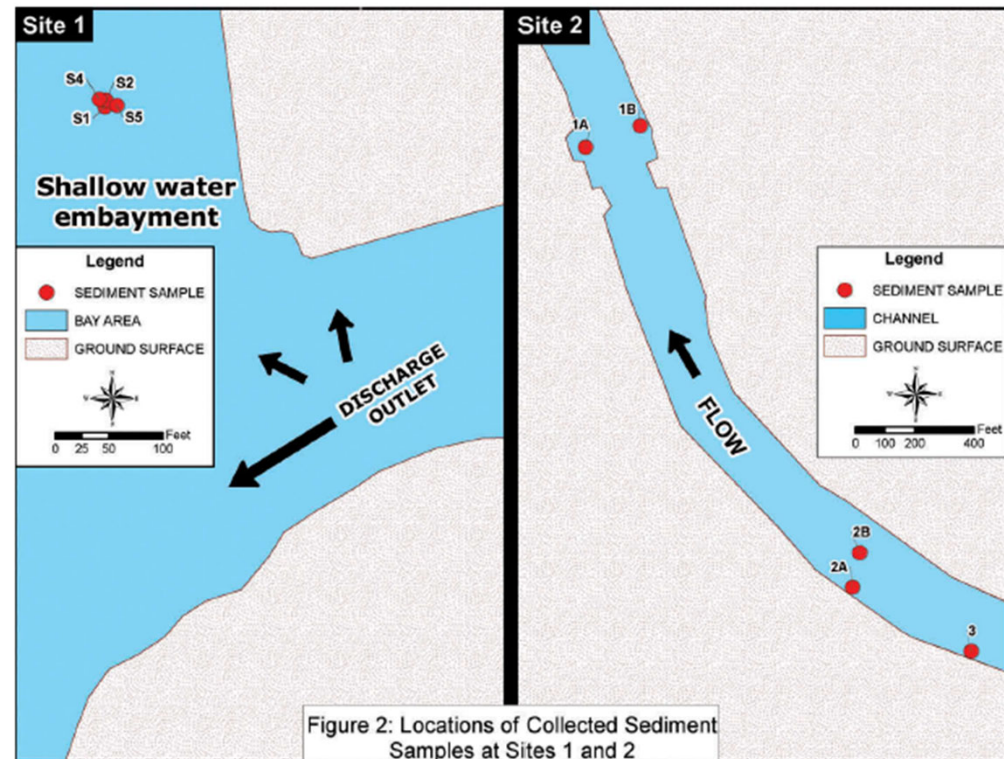 Site 1
S4
S2
S1
S5
Shallow water
embayment
Legend
SEDIMENT SAMPLE
BAY AREA
GROUND SURFACE
Feet
0 25 50 100
DISCHARGE
OUTLET
Site 2
1A
1B
Legend
SEDIMENT SAMPLE
CHANNEL
GROUND SURFACE
Feet
0 100 200 400
FLOW
2B
2A
3
Figure 2: Locations of Collected Sediment
Samples at Sites 1 and 2